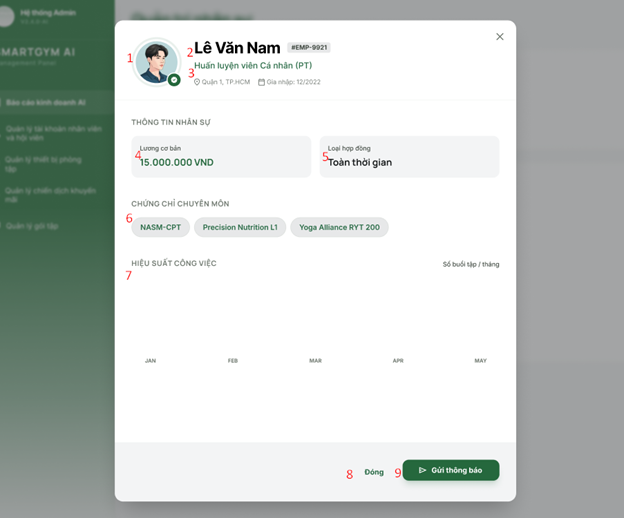 Hệ thống Admin
SMARTGYM AI
Báo cáo kinh doanh AI
Quản lý tài khoản nhân viên
và hội viên
Quản lý thiết bị phòng
tập
Quản lý chiến dịch khuyến
mãi
Quản lý gói tập
1
2 Lê Văn Nam #EMP-9921
Huấn luyện viên Cá nhân (PT)
3
Quận 1, TP.HCM Gia nhập: 12/2022
THÔNG TIN NHÂN SỰ
Lương cơ bản
4
15.000.000 VND
Loại hợp đồng
5
Toàn thời gian
CHỨNG CHỈ CHUYÊN MÔN
6
NASM-CPT Precision Nutrition L1 Yoga Alliance RYT 200
HIỆU SUẤT CÔNG VIỆC Số buổi tập / tháng
7
JAN FEB MAR APR MAY
8 Đóng 9 Gửi thông báo